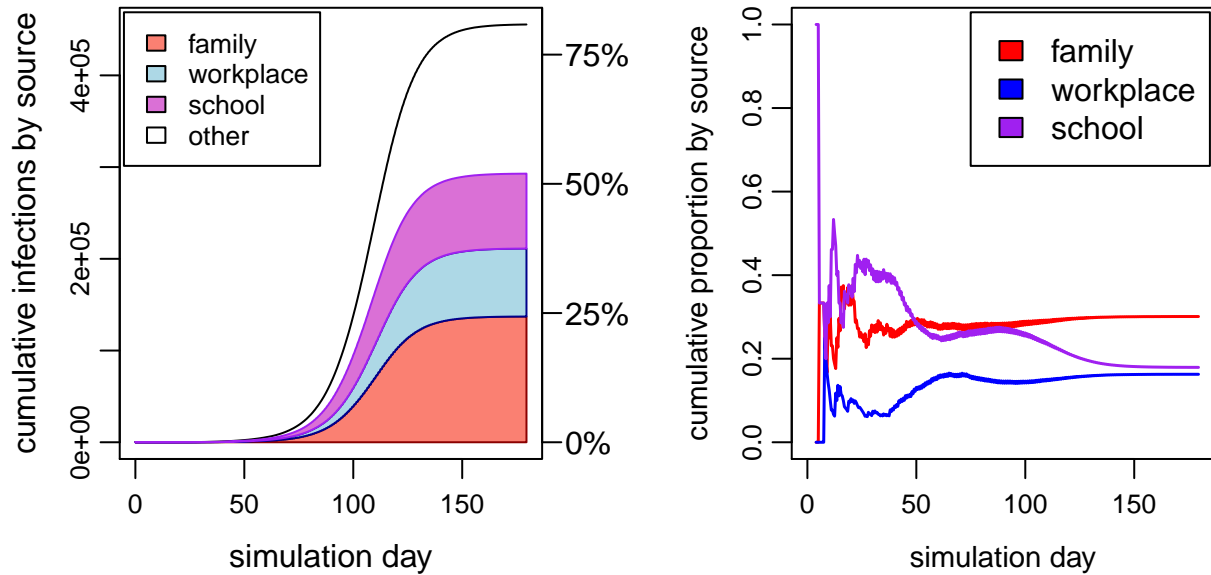 cumulative infections by source
0e+00
2e+05
4e+05
family
workplace
school
other
75%
50%
25%
0%
0
50
100
150
simulation day
cumulative proportion by source
0.0
0.2
0.4
0.6
0.8
1.0
family
workplace
school
0
50
100
150
simulation day